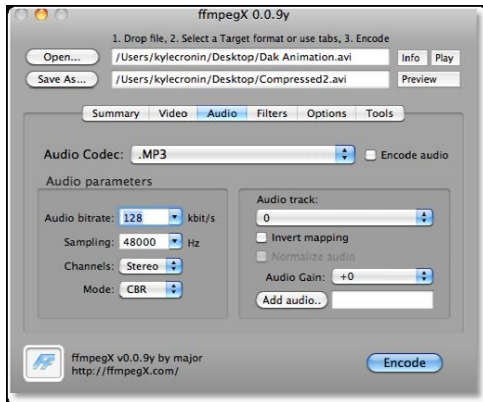 ffmpegX 0.0.9y
1. Drop file, 2. Select a Target format or use tabs, 3. Encode
Open... /Users/kylecronin/Desktop/Dak Animation.avi Info Play
Save As... /Users/kylecronin/Desktop/Compressed2.avi Preview
Summary Video Audio Filters Options Tools
Audio Codec: .MP3 Encode audio
Audio parameters
Audio bitrate: 128 kbit/s
Sampling: 48000 Hz
Channels: Stereo
Mode: CBR
Audio track:
0
Invert mapping
Normalize audio
Audio Gain: +0
Add audio..
ffmpegX v0.0.9y by major
http://ffmpegX.com/
Encode